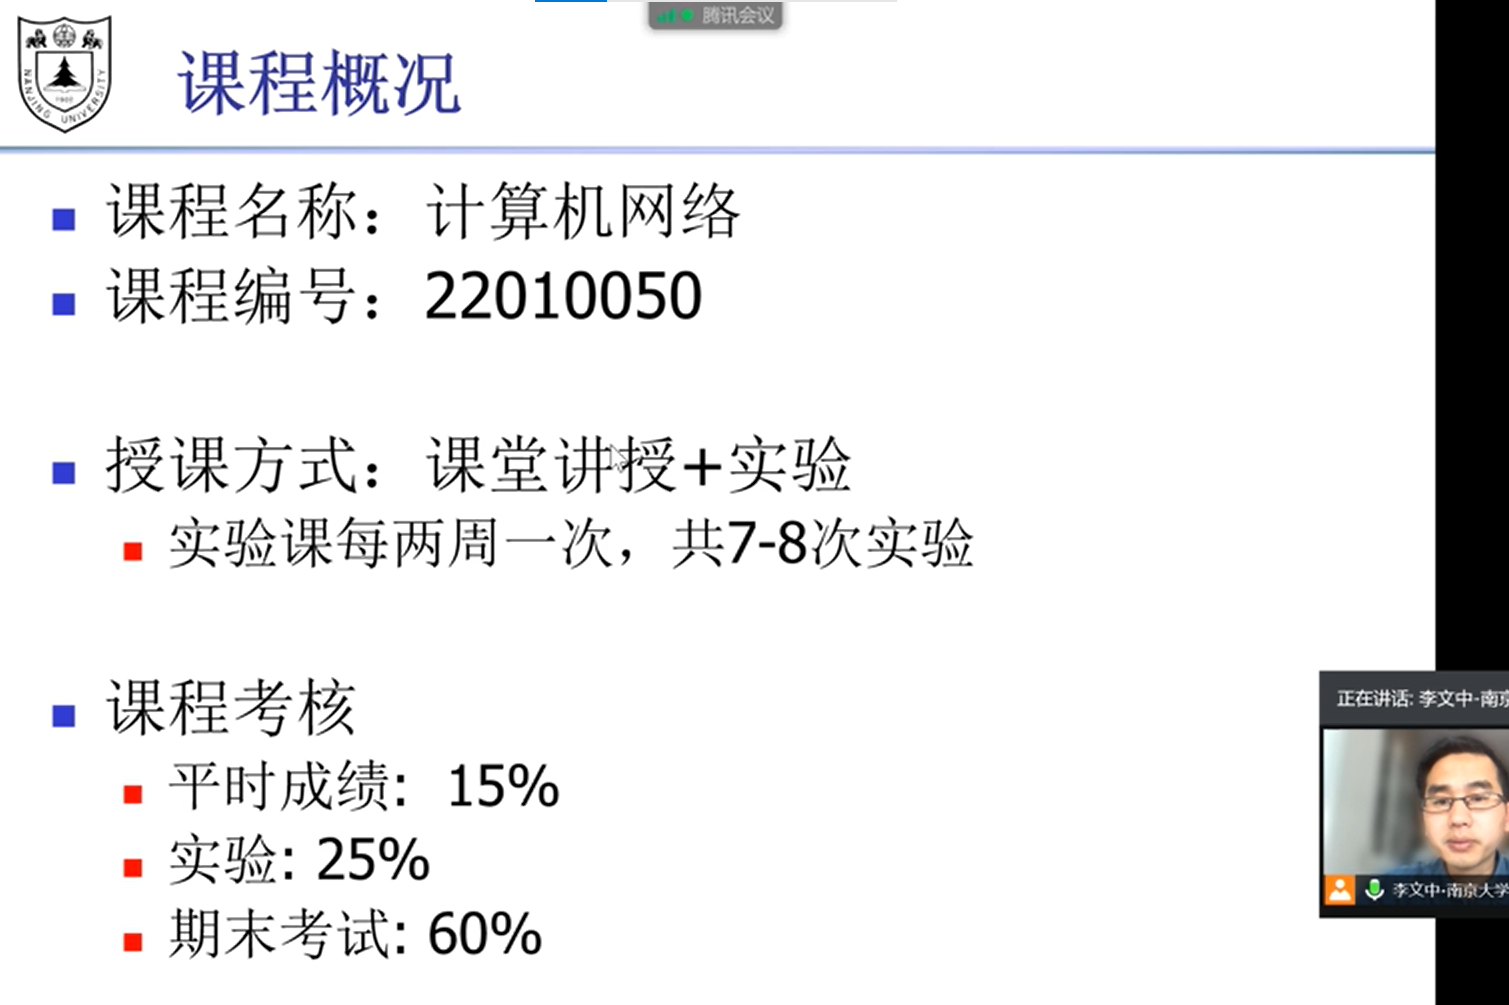 腾讯会议
NANJING UNIVERSITY
1902
课程概况
课程名称：计算机网络
课程编号：22010050
授课方式：课堂讲授+实验
实验课每两周一次，共7-8次实验
课程考核
平时成绩: 15%
实验: 25%
期末考试: 60%
正在讲话: 李文中-南京
李文中-南京大学